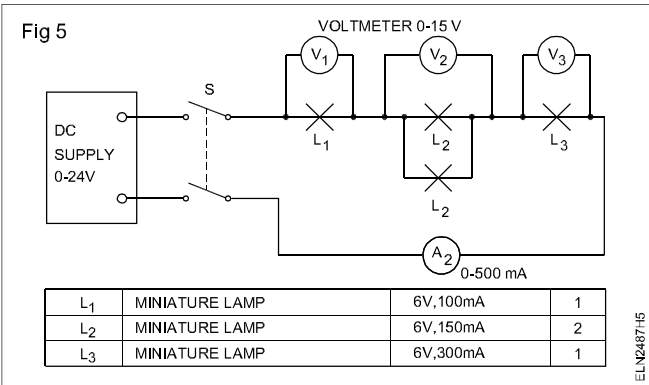 Fig 5
VOLTMETER 0-15 V
V1
V2
V3
S
DC
SUPPLY
0-24V
L1
L2
L3
L2
A2
0-500 mA
L1 MINIATURE LAMP 6V,100mA 1
L2 MINIATURE LAMP 6V,150mA 2
L3 MINIATURE LAMP 6V,300mA 1
ELN2487H5